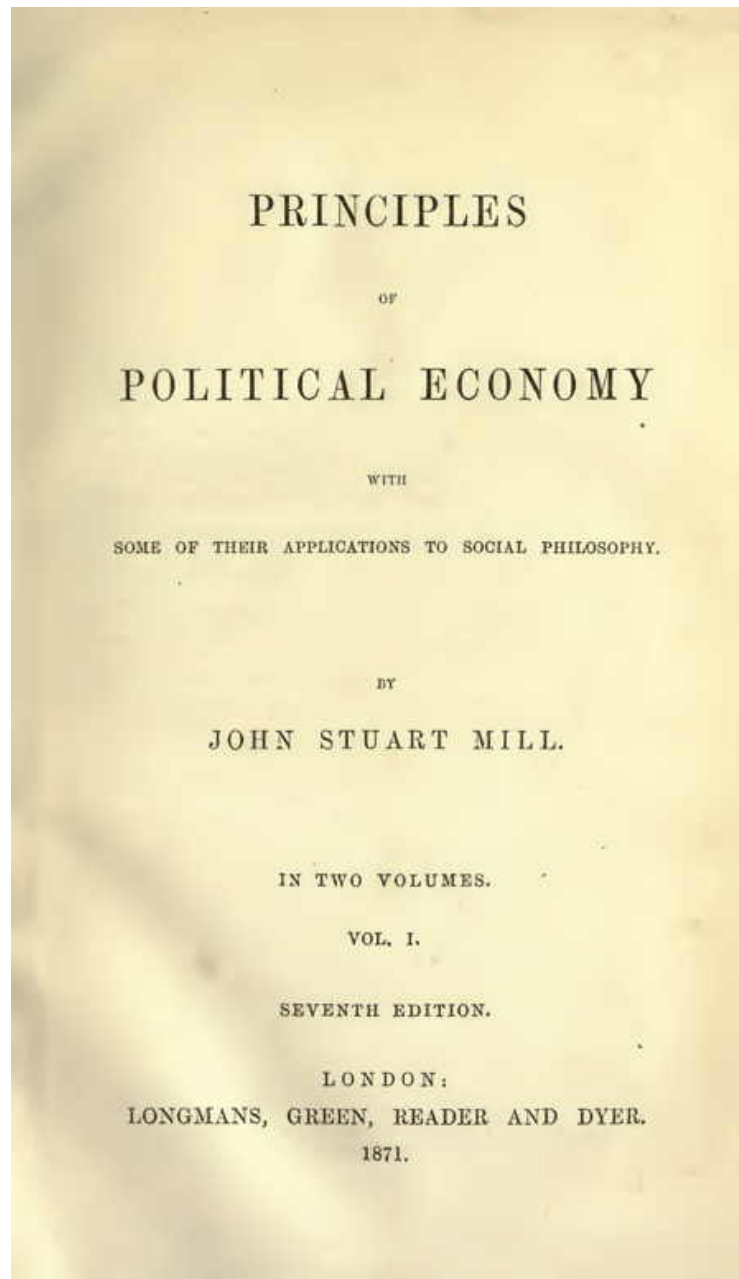 PRINCIPLES
OF
POLITICAL ECONOMY
WITH
SOME OF THEIR APPLICATIONS TO SOCIAL PHILOSOPHY.
BY
JOHN STUART MILL.
IN TWO VOLUMES.
VOL. I.
SEVENTH EDITION.
LONDON:
LONGMANS, GREEN, READER AND DYER.
1871.